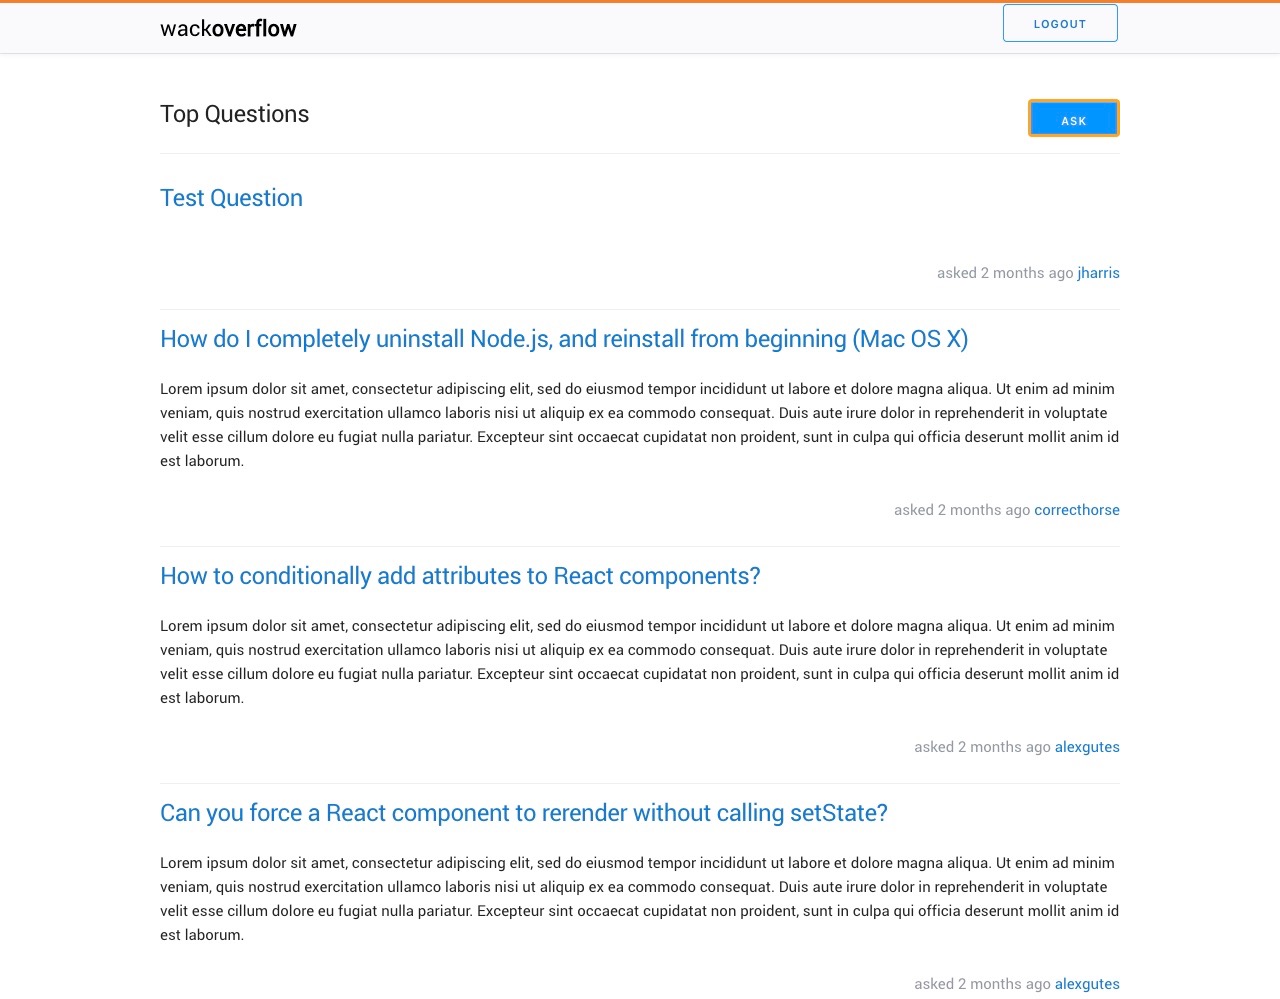 wackoverflow
LOGOUT
Top Questions
ASK
Test Question
asked 2 months ago jharris
How do I completely uninstall Node.js, and reinstall from beginning (Mac OS X)
Lorem ipsum dolor sit amet, consectetur adipiscing elit, sed do eiusmod tempor incididunt ut labore et dolore magna aliqua. Ut enim ad minim
veniam, quis nostrud exercitation ullamco laboris nisi ut aliquip ex ea commodo consequat. Duis aute irure dolor in reprehenderit in voluptate
velit esse cillum dolore eu fugiat nulla pariatur. Excepteur sint occaecat cupidatat non proident, sunt in culpa qui officia deserunt mollit anim id
est laborum.
asked 2 months ago correcthorse
How to conditionally add attributes to React components?
Lorem ipsum dolor sit amet, consectetur adipiscing elit, sed do eiusmod tempor incididunt ut labore et dolore magna aliqua. Ut enim ad minim
veniam, quis nostrud exercitation ullamco laboris nisi ut aliquip ex ea commodo consequat. Duis aute irure dolor in reprehenderit in voluptate
velit esse cillum dolore eu fugiat nulla pariatur. Excepteur sint occaecat cupidatat non proident, sunt in culpa qui officia deserunt mollit anim id
est laborum.
asked 2 months ago alexgutes
Can you force a React component to rerender without calling setState?
Lorem ipsum dolor sit amet, consectetur adipiscing elit, sed do eiusmod tempor incididunt ut labore et dolore magna aliqua. Ut enim ad minim
veniam, quis nostrud exercitation ullamco laboris nisi ut aliquip ex ea commodo consequat. Duis aute irure dolor in reprehenderit in voluptate
velit esse cillum dolore eu fugiat nulla pariatur. Excepteur sint occaecat cupidatat non proident, sunt in culpa qui officia deserunt mollit anim id
est laborum.
asked 2 months ago alexgutes